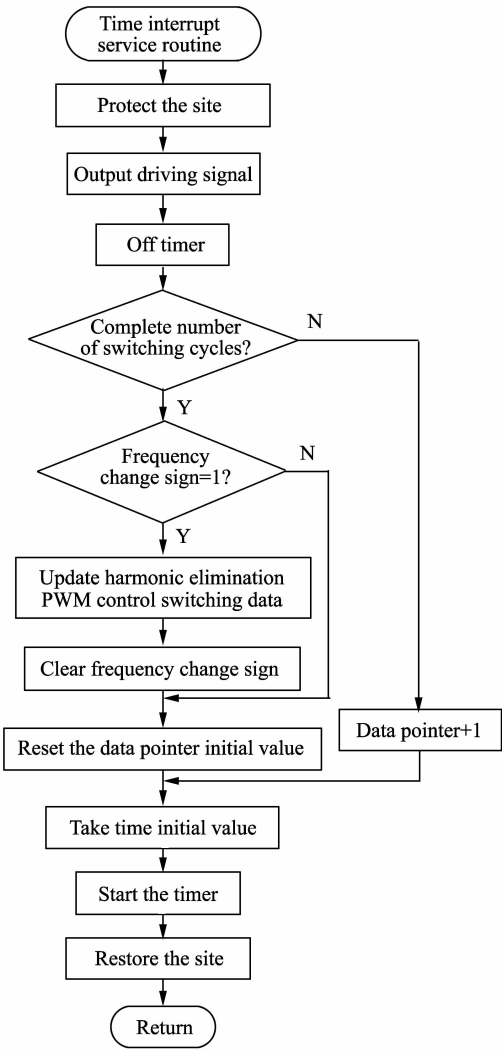 Time interrupt
service routine
Protect the site
Output driving signal
Off timer
Complete number
of switching cycles?
N
Y
Frequency
change sign=1?
N
Y
Update harmonic elimination
PWM control switching data
Clear frequency change sign
Data pointer+1
Reset the data pointer initial value
Take time initial value
Start the timer
Restore the site
Return